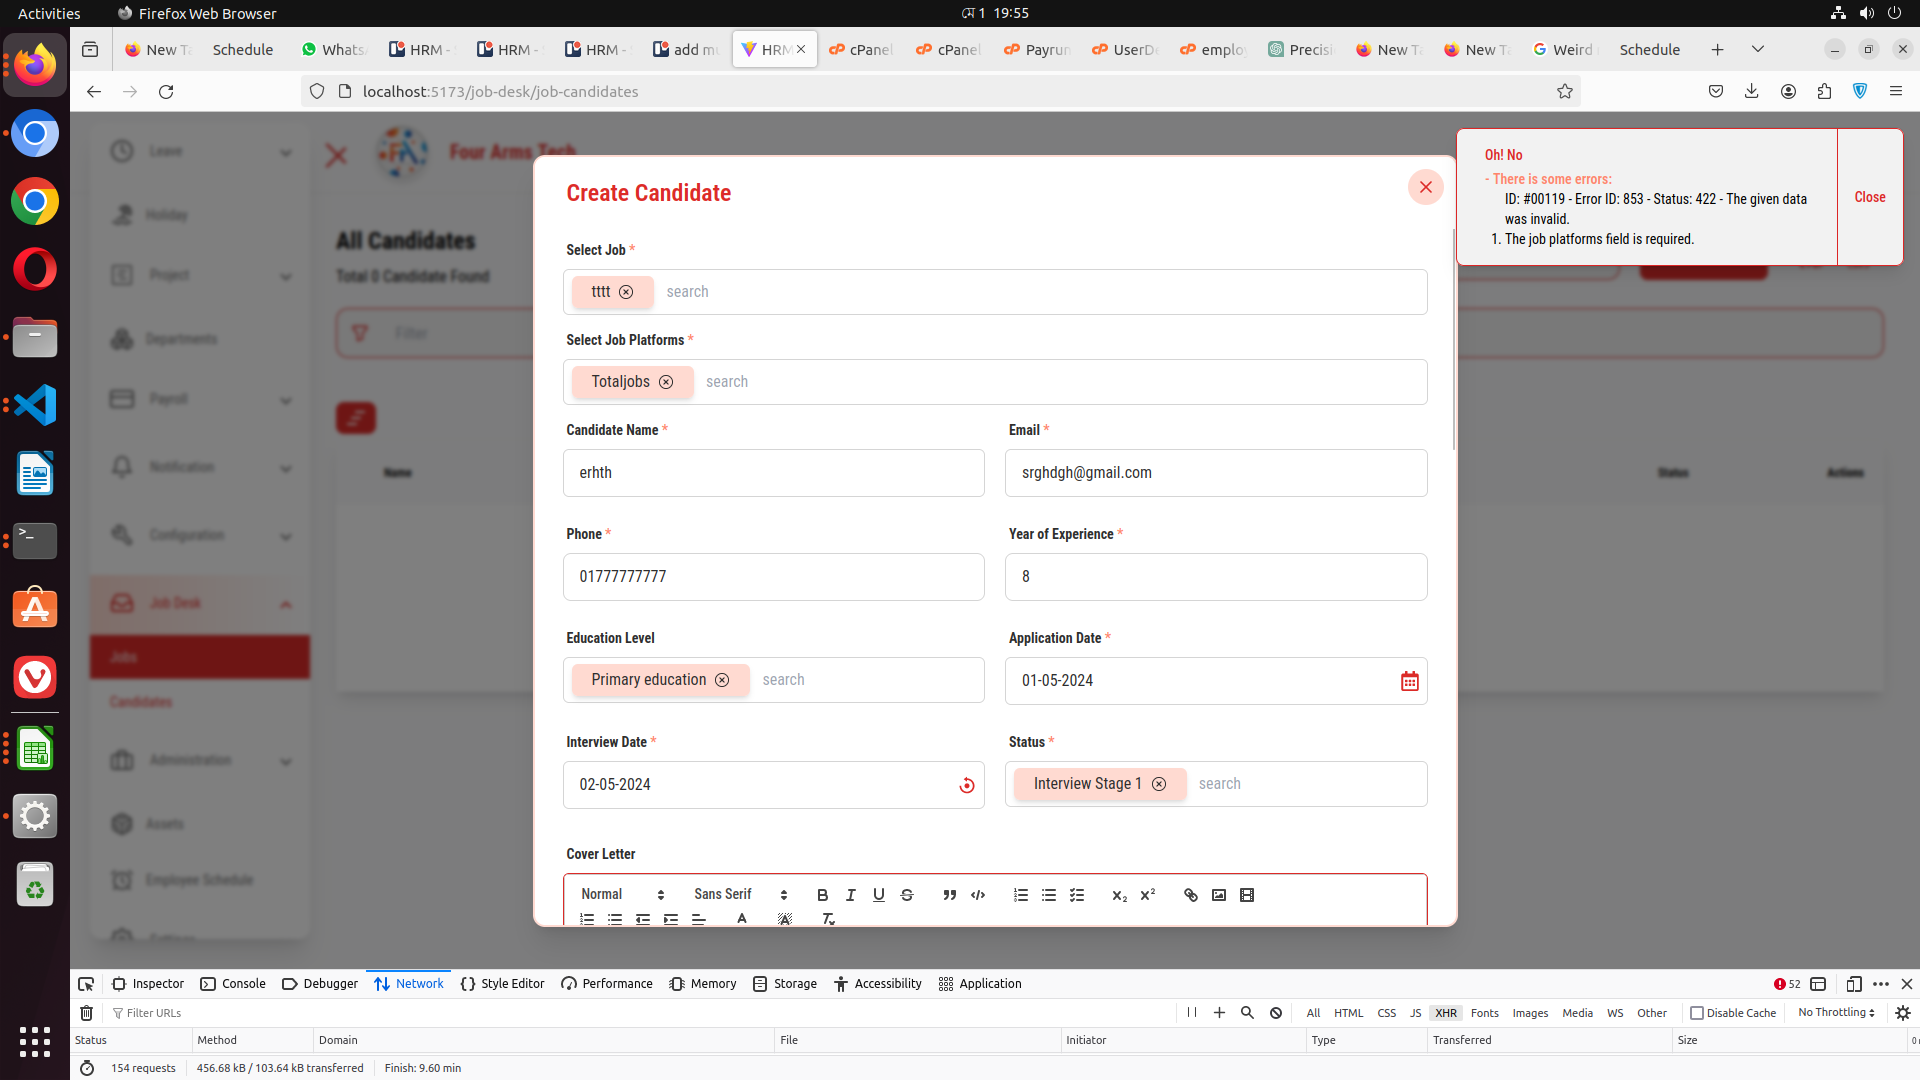 Activities
Firefox Web Browser
1 19:55
New Ta
Schedule
WhatsA
HRM -
HRM -
HRM -
add mu
HRM
cPanel
cPanel
Payrun
UserDe
employ
Precisi
New Ta
New Ta
Weird
Schedule
localhost:5173/job-desk/job-candidates
Leave
Holiday
Project
Departments
Payroll
Notification
Configuration
Job Desk
Jobs
Candidates
Administration
Assets
Employee Schedule
Settings
Four Arms Tech
All Candidates
Total 0 Candidate Found
Filter
Name
Status
Actions
Create Candidate
Select Job *
tttt
search
Select Job Platforms *
Totaljobs
search
Candidate Name *
erhth
Email *
srghdgh@gmail.com
Phone *
01777777777
Year of Experience *
8
Education Level
Primary education
search
Application Date *
01-05-2024
Interview Date *
02-05-2024
Status *
Interview Stage 1
search
Cover Letter
Normal
Sans Serif
Oh! No
- There is some errors:
ID: #00119 - Error ID: 853 - Status: 422 - The given data
was invalid.
1. The job platforms field is required.
Close
Inspector
Console
Debugger
Network
Style Editor
Performance
Memory
Storage
Accessibility
Application
52
Filter URLs
All
HTML
CSS
JS
XHR
Fonts
Images
Media
WS
Other
Disable Cache
No Throttling
Status
Method
Domain
File
Initiator
Type
Transferred
Size
154 requests
456.68 kB / 103.64 kB transferred
Finish: 9.60 min